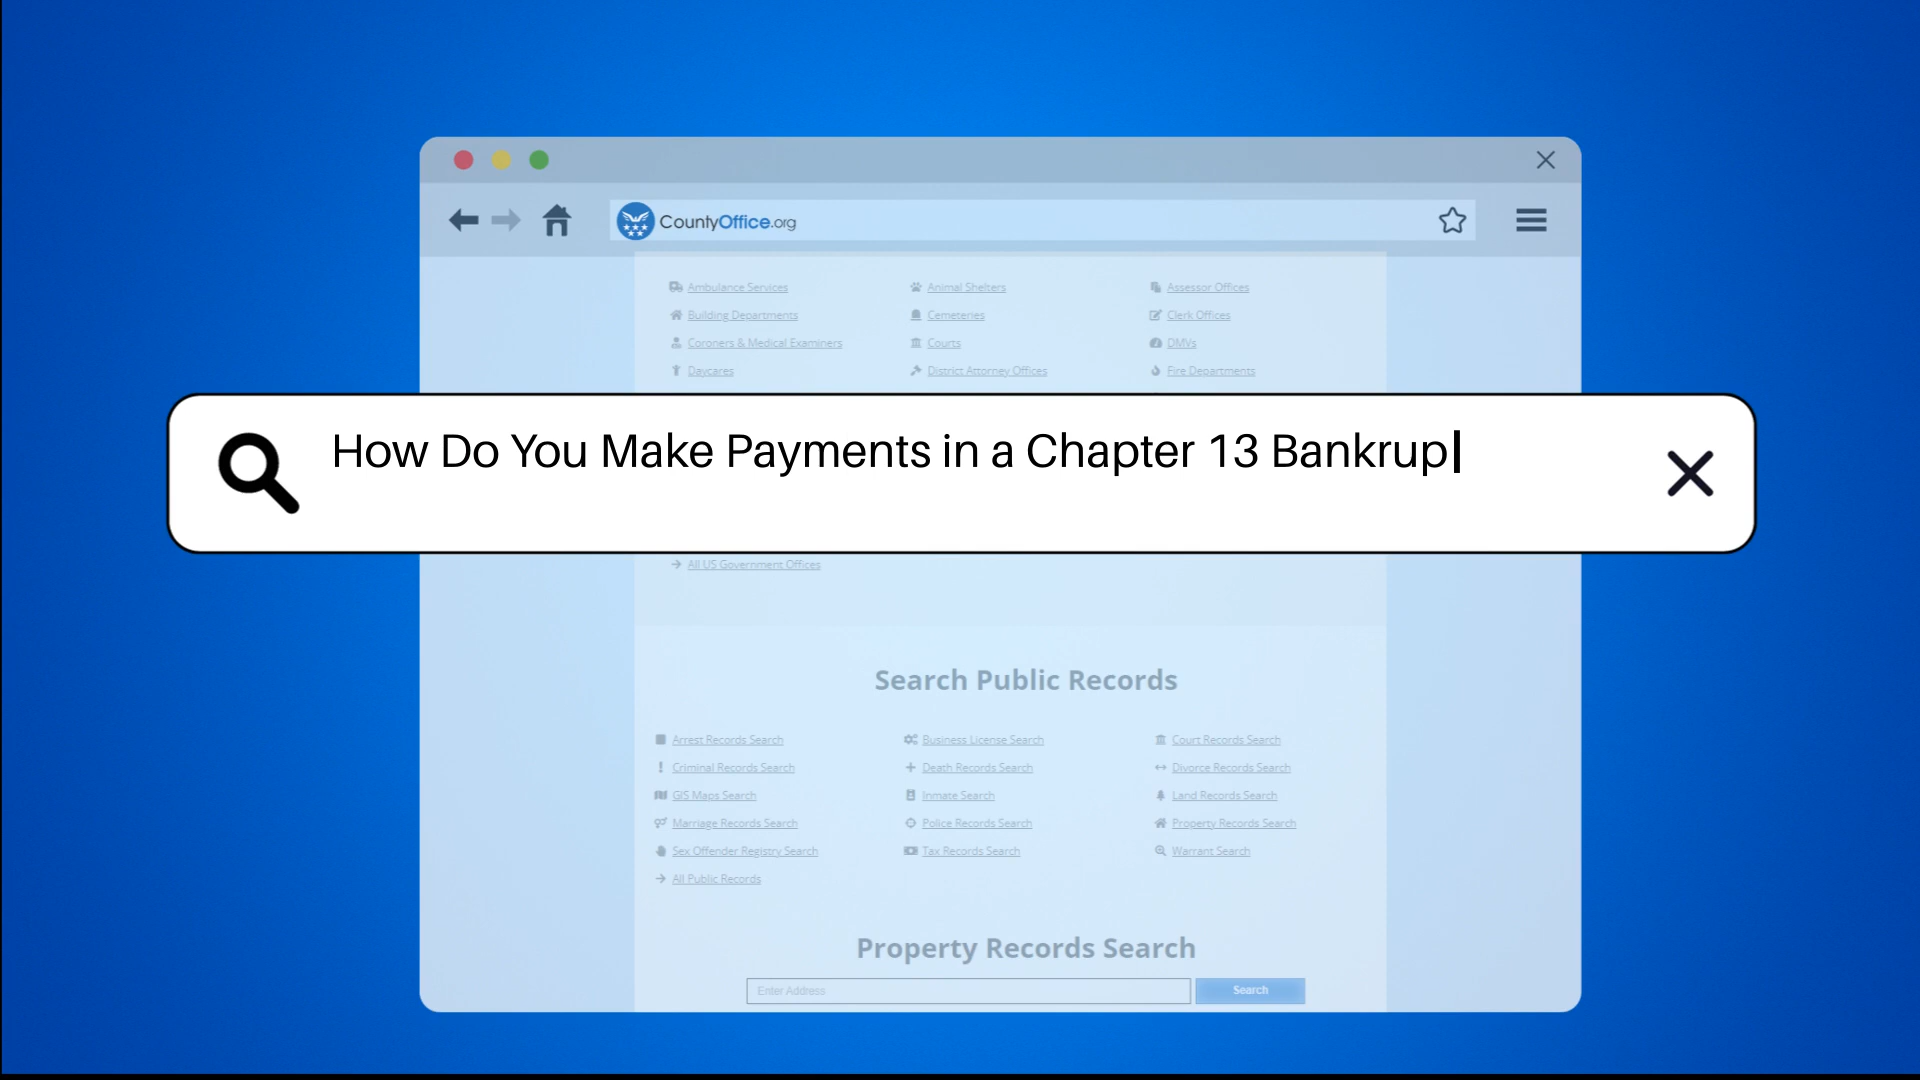 CountyOffice.org
Ambulance Services Animal Shelters Assessor Offices
Building Departments Cemeteries Clerk Offices
Coroners & Medical Examiners Courts DMVs
Daycares District Attorney Offices Fire Departments
How Do You Make Payments in a Chapter 13 Bankrup
All US Government Offices
Search Public Records
Arrest Records Search Business License Search Court Records Search
Criminal Records Search Death Records Search Divorce Records Search
GIS Maps Search Inmate Search Land Records Search
Marriage Records Search Police Records Search Property Records Search
Sex Offender Registry Search Tax Records Search Warrant Search
All Public Records
Property Records Search
Enter Address Search